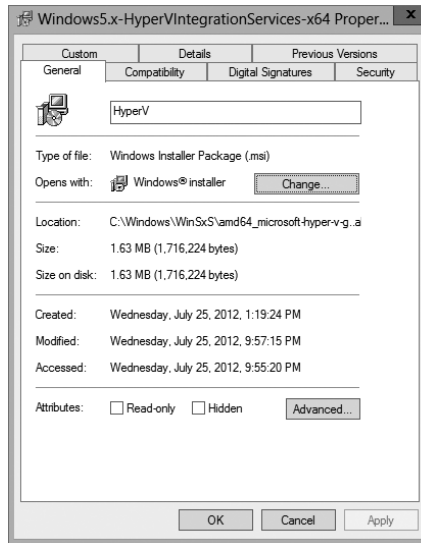 Windows5.x-HyperVIntegrationServices-x64 Proper... x
Custom Details Previous Versions
General Compatibility Digital Signatures Security
HyperV
Type of file: Windows Installer Package (.msi)
Opens with: Windows® installer Change...
Location: C:\Windows\WinSxS\amd64_microsoft-hyper-v-g..a
Size: 1.63 MB (1,716,224 bytes)
Size on disk: 1.63 MB (1,716,224 bytes)
Created: Wednesday, July 25, 2012, 1:19:24 PM
Modified: Wednesday, July 25, 2012, 9:57:15 PM
Accessed: Wednesday, July 25, 2012, 9:55:20 PM
Attributes: Read-only Hidden Advanced...
OK Cancel Apply